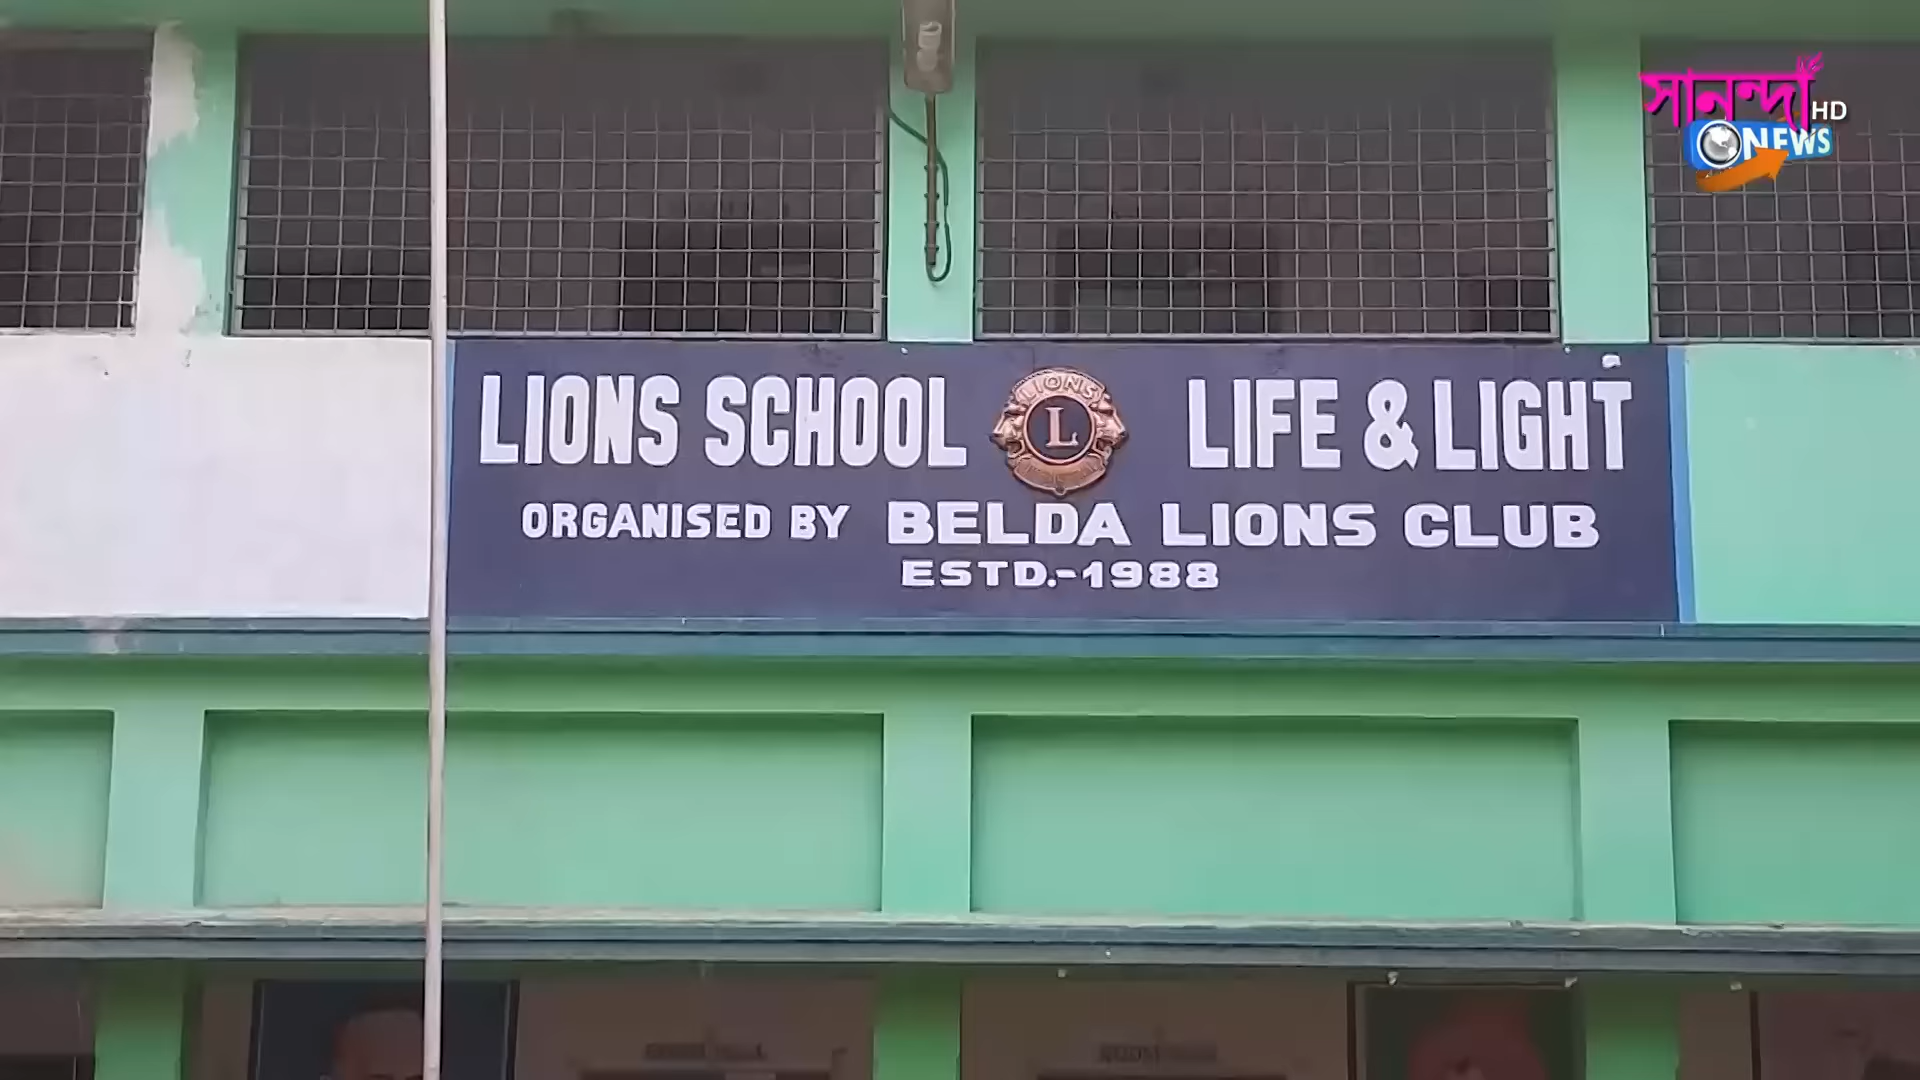 সানন্দা HD
NEWS
LIONS SCHOOL LIONS L LIFE & LIGHT
ORGANISED BY BELDA LIONS CLUB
ESTD.-1988